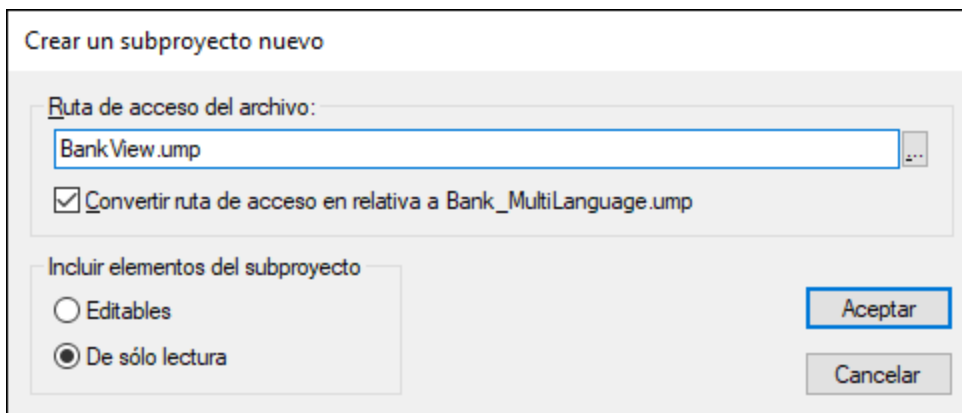 Crear un subproyecto nuevo
Ruta de acceso del archivo:
BankView.ump
...
Convertir ruta de acceso en relativa a Bank_MultiLanguage.ump
Incluir elementos del subproyecto
Editables
De sólo lectura
Aceptar
Cancelar